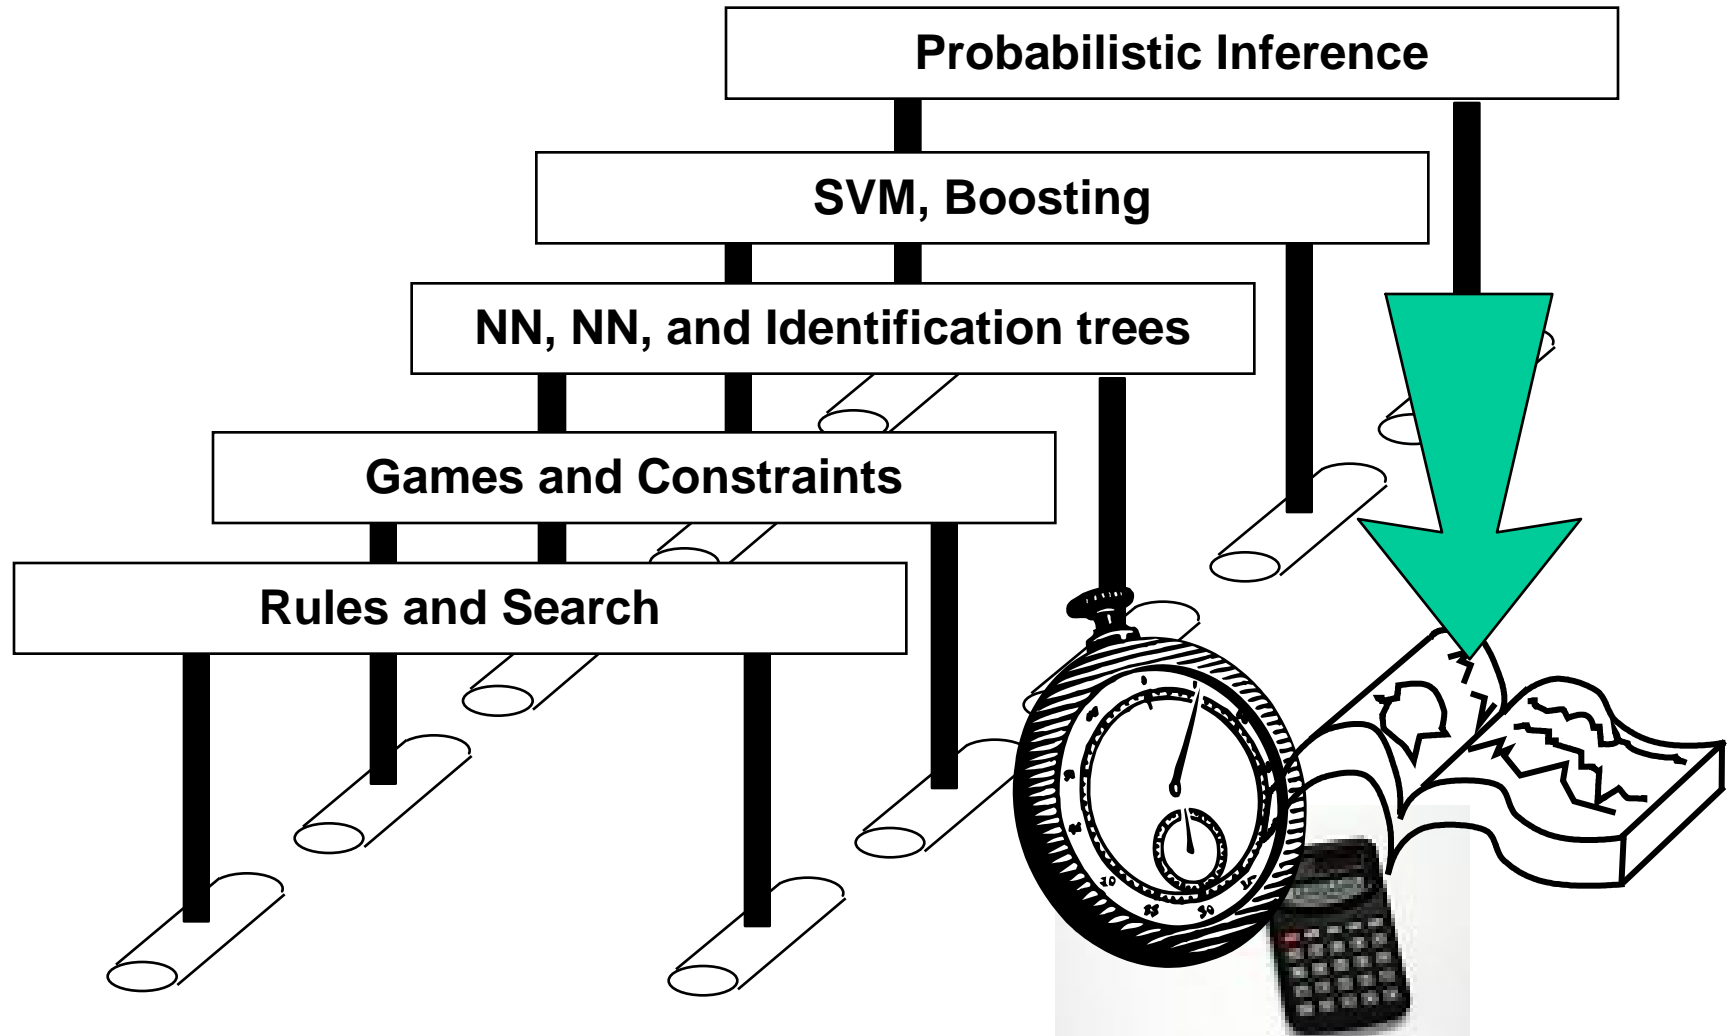 Probabilistic Inference
SVM, Boosting
NN, NN, and Identification trees
Games and Constraints
Rules and Search